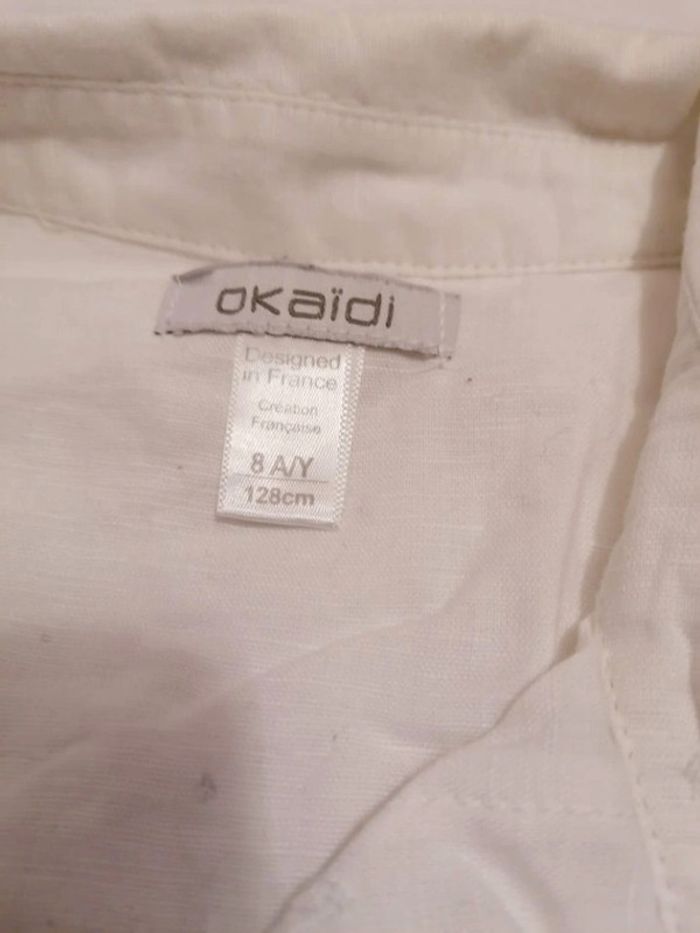 okaïdi
Designed
in France
Création
Française
8 A/Y
128cm